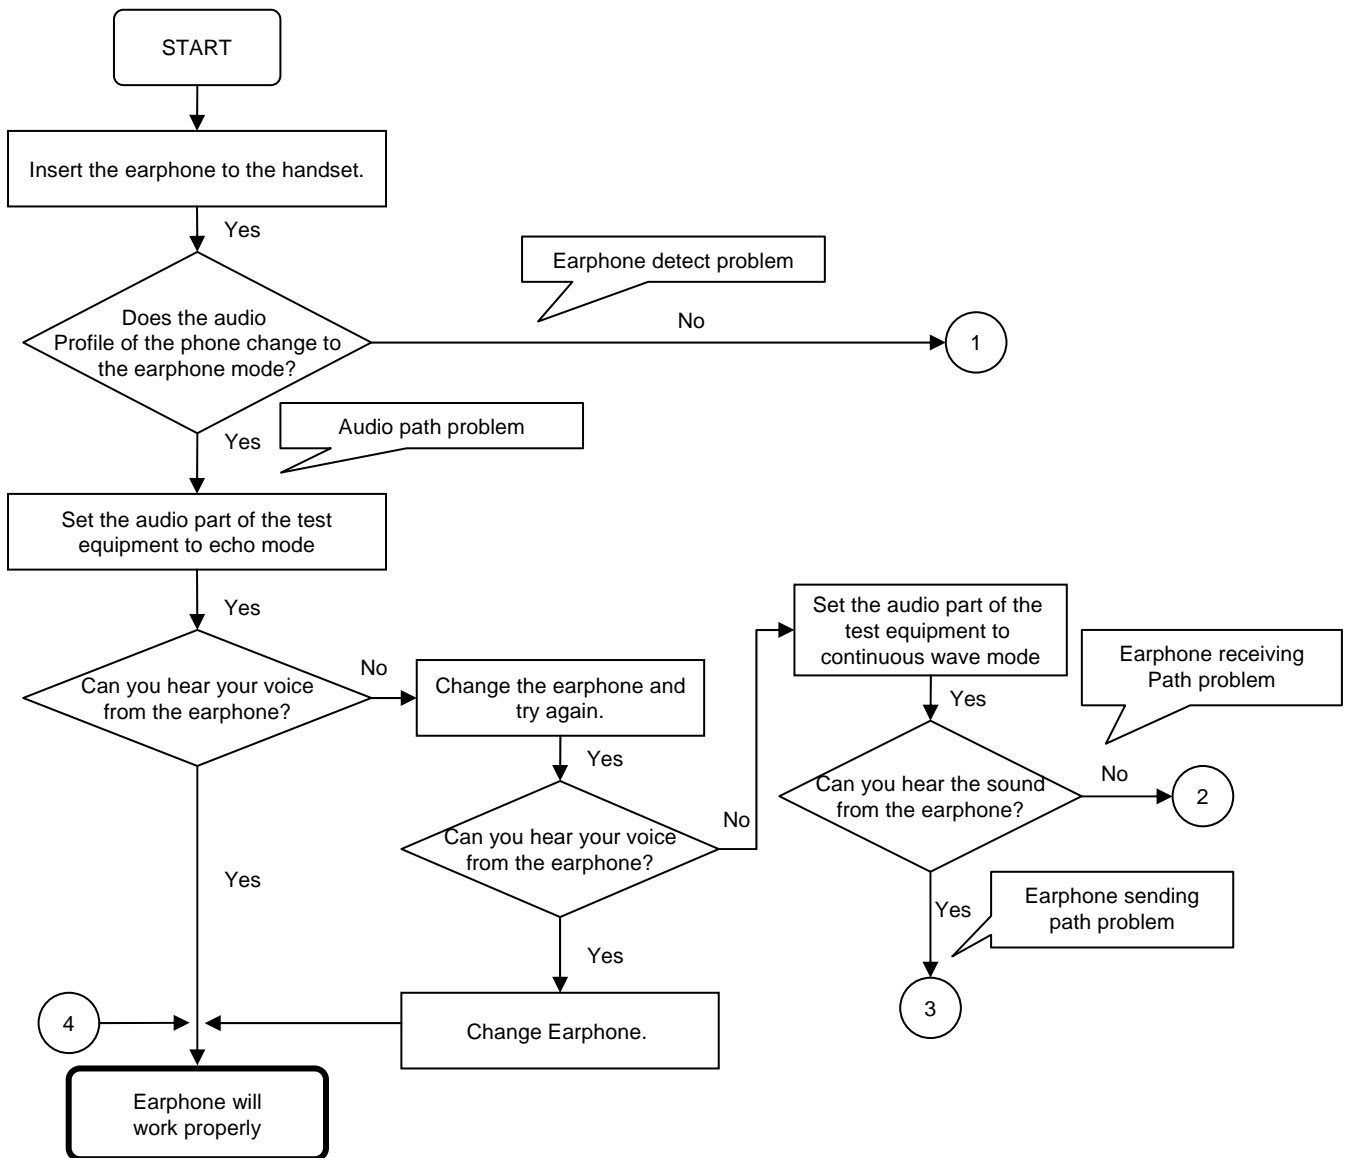 START
Insert the earphone to the handset.
Yes
Earphone detect problem
Does the audio
Profile of the phone change to
the earphone mode?
No
1
Yes
Audio path problem
Set the audio part of the test
equipment to echo mode
Yes
Can you hear your voice
from the earphone?
No
Change the earphone and
try again.
Yes
Can you hear your voice
from the earphone?
No
Set the audio part of the
test equipment to
continuous wave mode
Yes
Earphone receiving
Path problem
Can you hear the sound
from the earphone?
No
2
Yes
Earphone sending
path problem
3
Yes
Yes
Change Earphone.
4
Earphone will
work properly